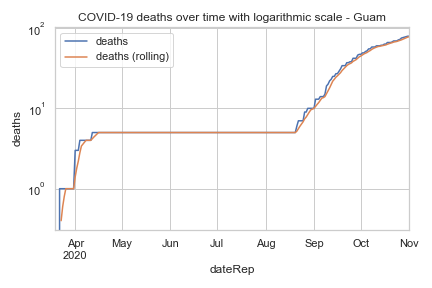 COVID-19 deaths over time with logarithmic scale - Guam
deaths
deaths (rolling)
10²
10¹
10⁰
deaths
Apr May Jun Jul Aug Sep Oct Nov
2020
dateRep